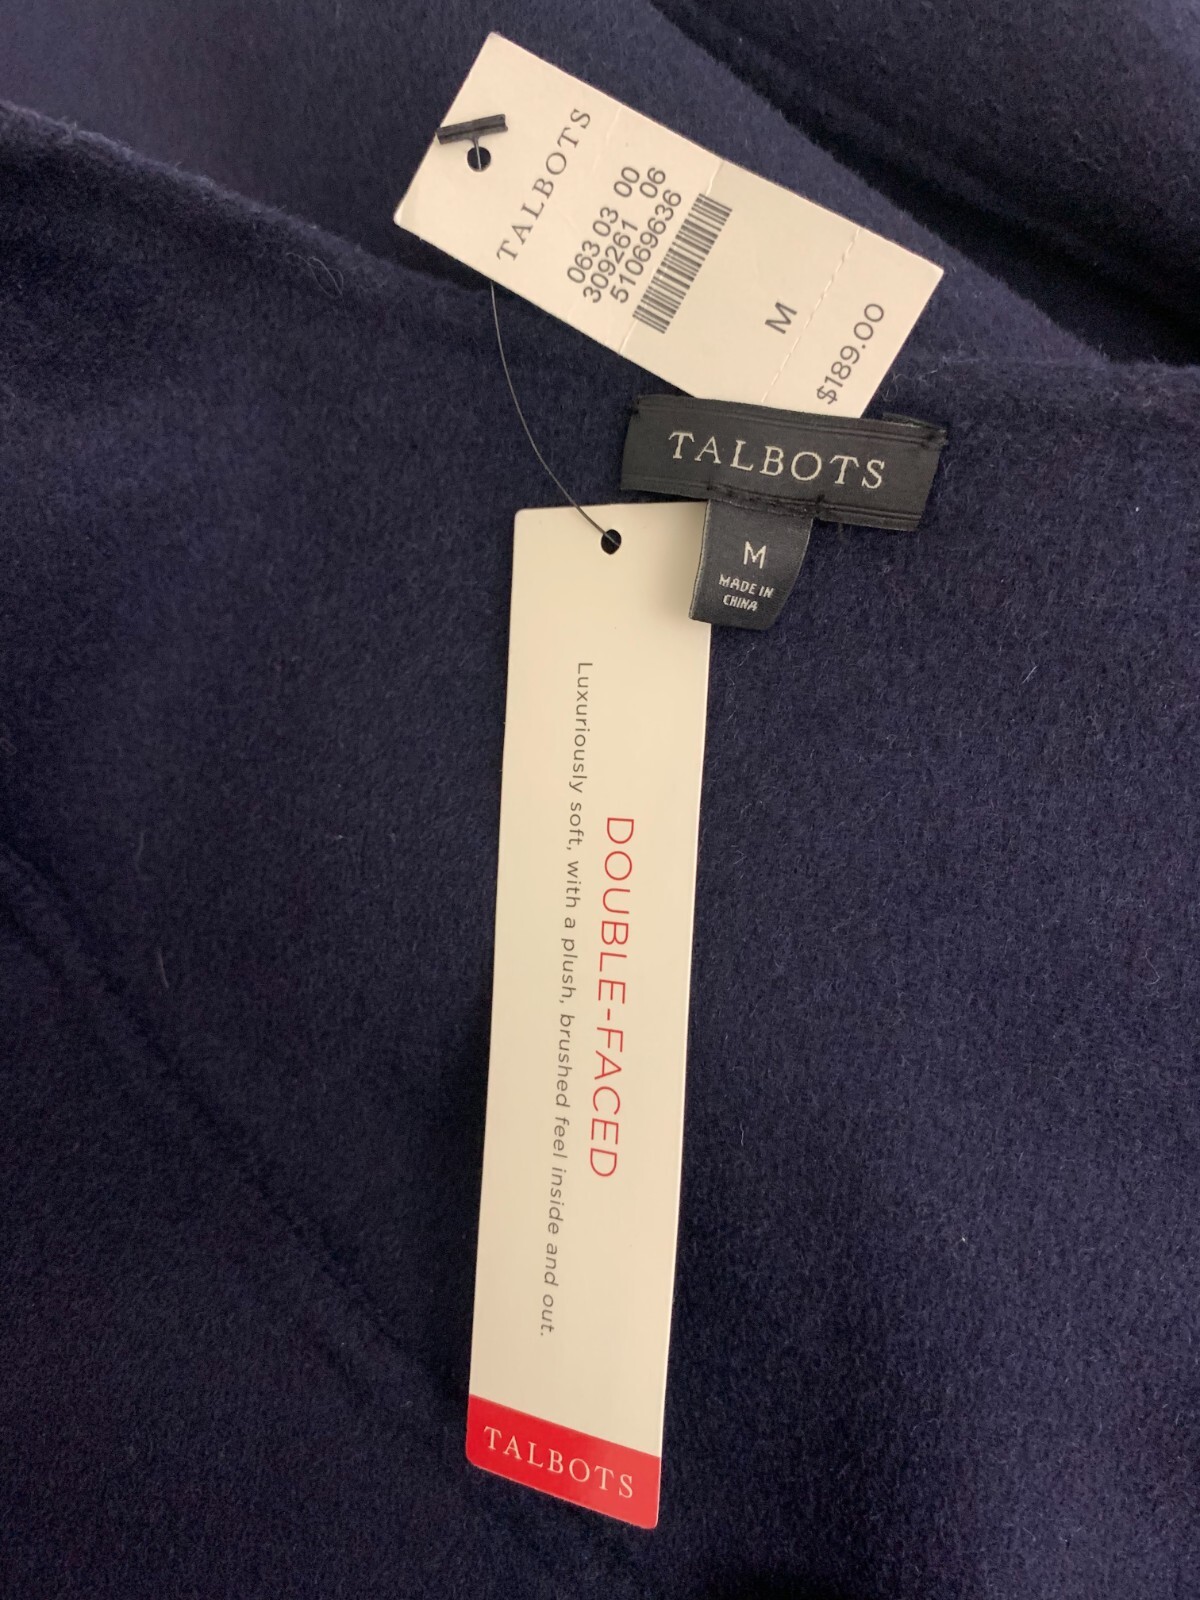 TALBOTS
063 03 00
309261 06
51069636
M
$189.00
TALBOTS
M
MADE IN
CHINA
DOUBLE-FACED
Luxuriously soft, with a plush, brushed feel inside and out.
TALBOTS